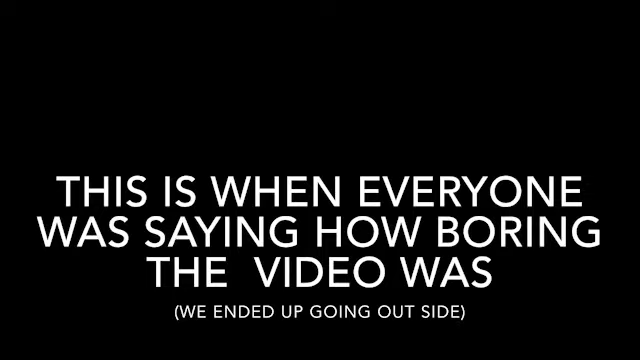 THIS IS WHEN EVERYONE
WAS SAYING HOW BORING
THE  VIDEO WAS
(WE ENDED UP GOING OUT SIDE)